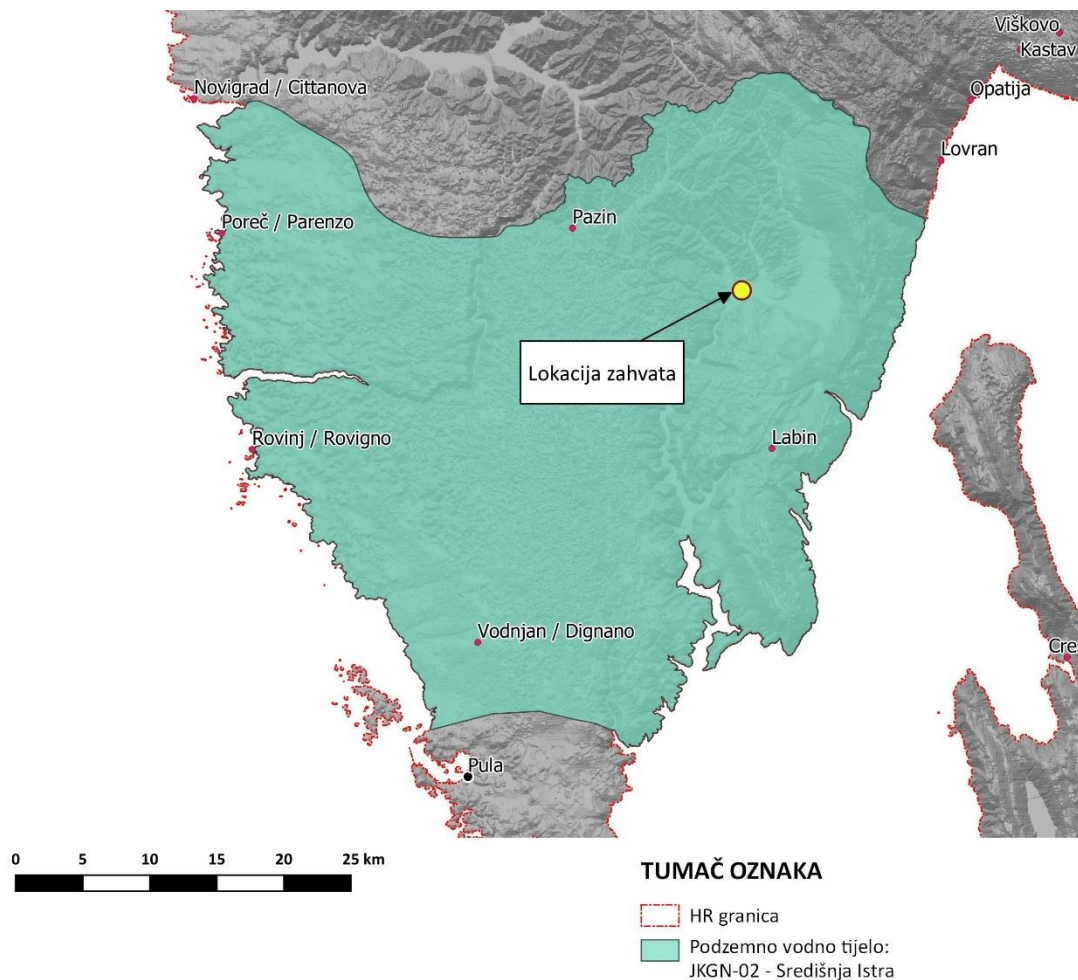 Viškovo
Kastav
Novigrad / Cittanova
Opatija
Lovran
Poreč / Parenzo
Pazin
Lokacija zahvata
Rovinj / Rovigno
Labin
Vodnjan / Dignano
Cre
Pula
0 5 10 15 20 25 km
TUMAČ OZNAKA
HR granica
Podzemno vodno tijelo:
JKGN-02 - Središnja Istra